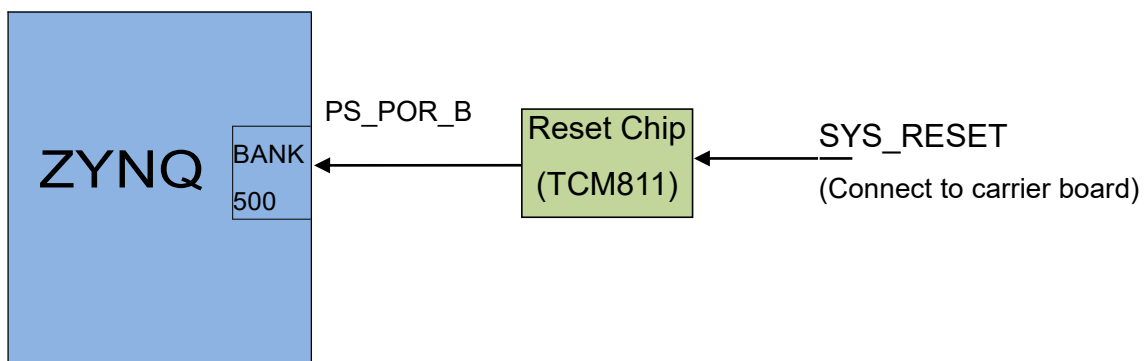 ZYNQ
BANK
500
PS_POR_B
Reset Chip
(TCM811)
SYS_RESET
(Connect to carrier board)